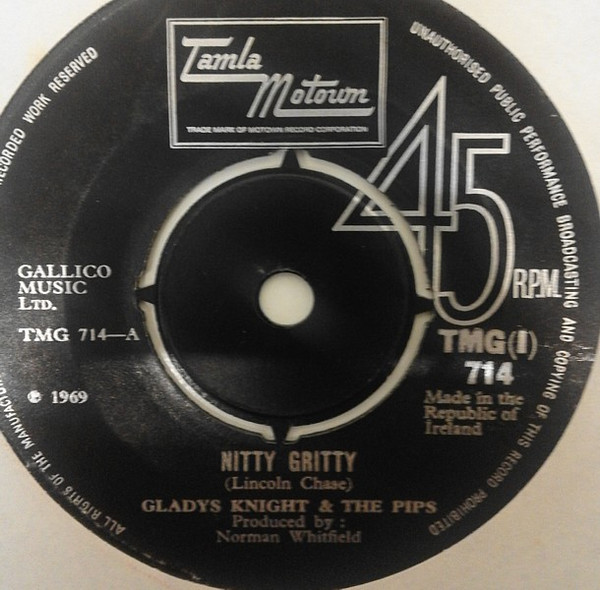 Tamla
Motown
TRADE MARK OF MOTOWN RECORD CORPORATION
45
RPM
UNAUTHORISED PUBLIC PERFORMANCE BROADCASTING AND COPYING OF THIS RECORD PROHIBITED
ALL RIGHTS OF THE MANUFAC
RECORDED WORK RESERVED
GALLICO
MUSIC
LTD.
TMG 714—A
℗ 1969
TMG(I)
714
Made in the
Republic of
Ireland
NITTY GRITTY
(Lincoln Chase)
GLADYS KNIGHT & THE PIPS
Produced by :
Norman Whitfield